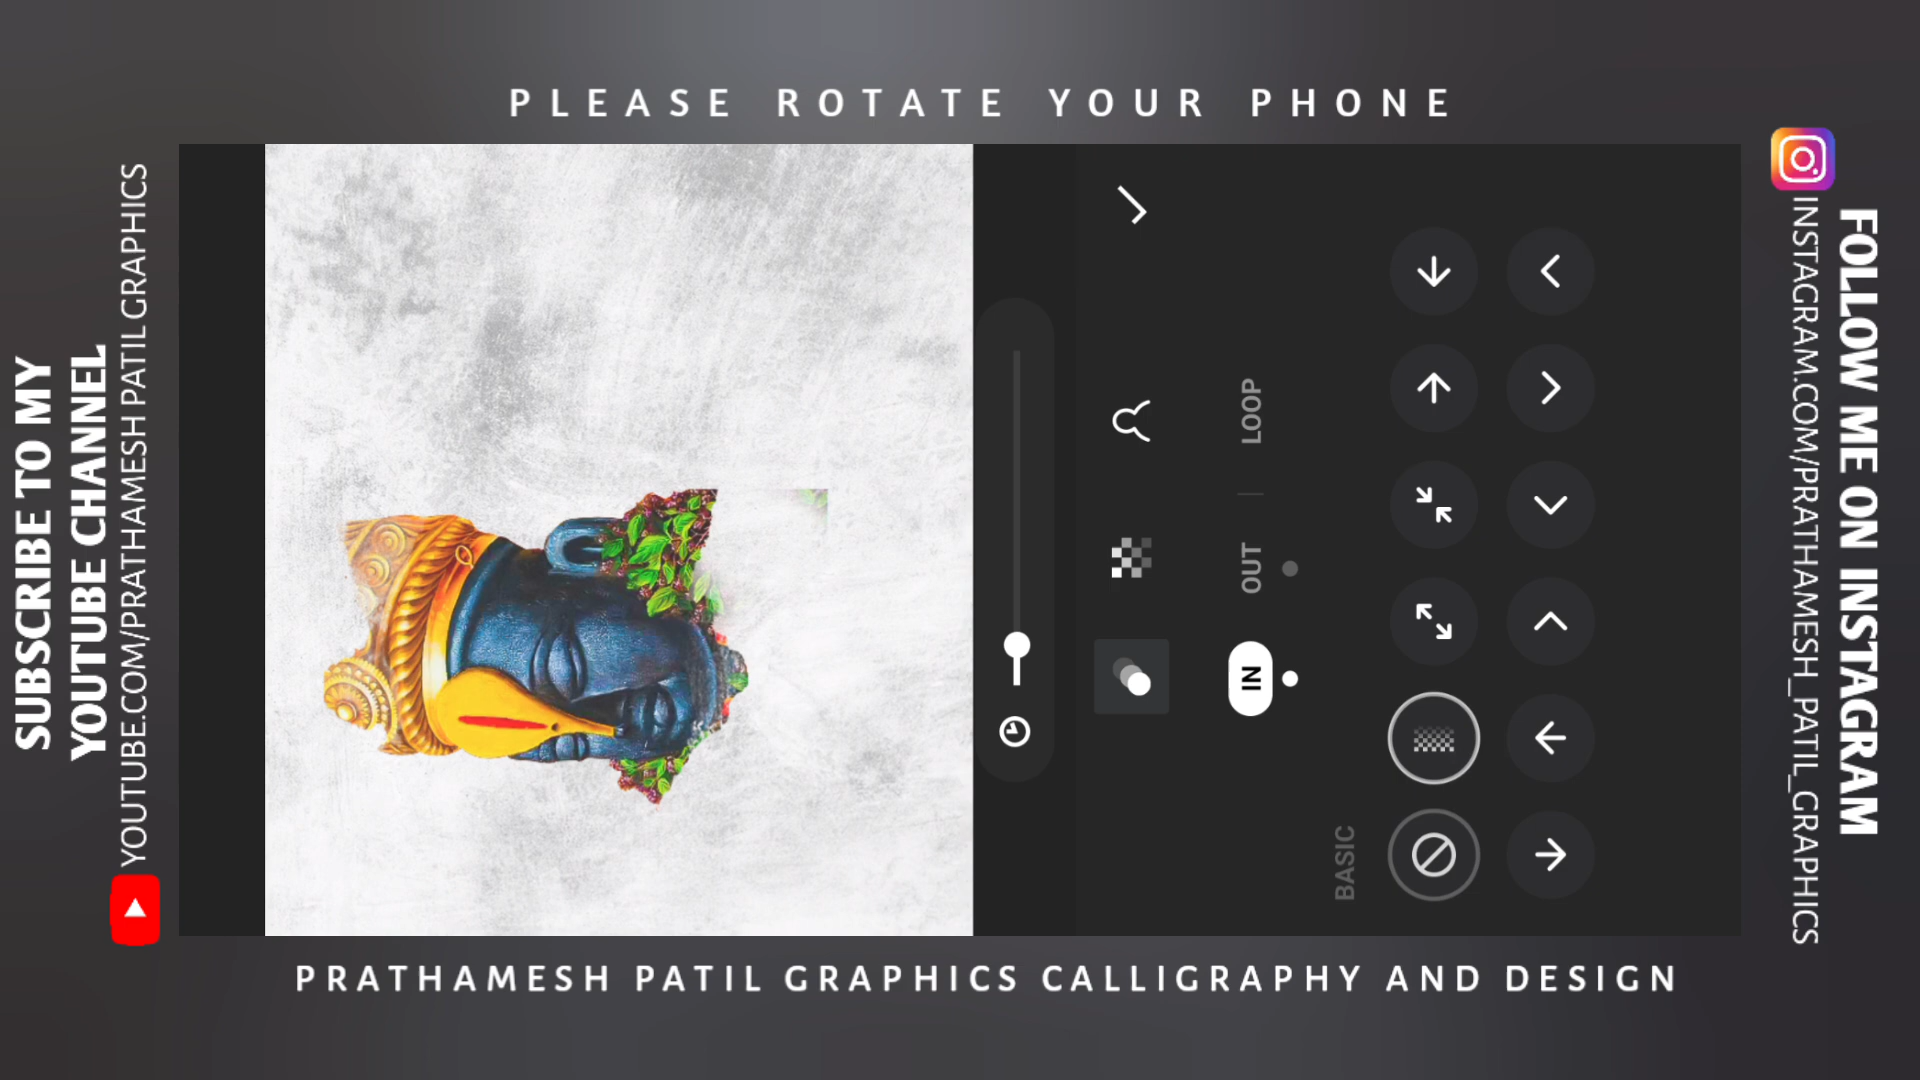 PLEASE ROTATE YOUR PHONE
SUBSCRIBE TO MY
YOUTUBE CHANNEL
YOUTUBE.COM/PRATHAMESH PATIL GRAPHICS
LOOP
OUT
IN
BASIC
FOLLOW ME ON INSTAGRAM
INSTAGRAM.COM/PRATHAMESH_PATIL_GRAPHICS
PRATHAMESH PATIL GRAPHICS CALLIGRAPHY AND DESIGN